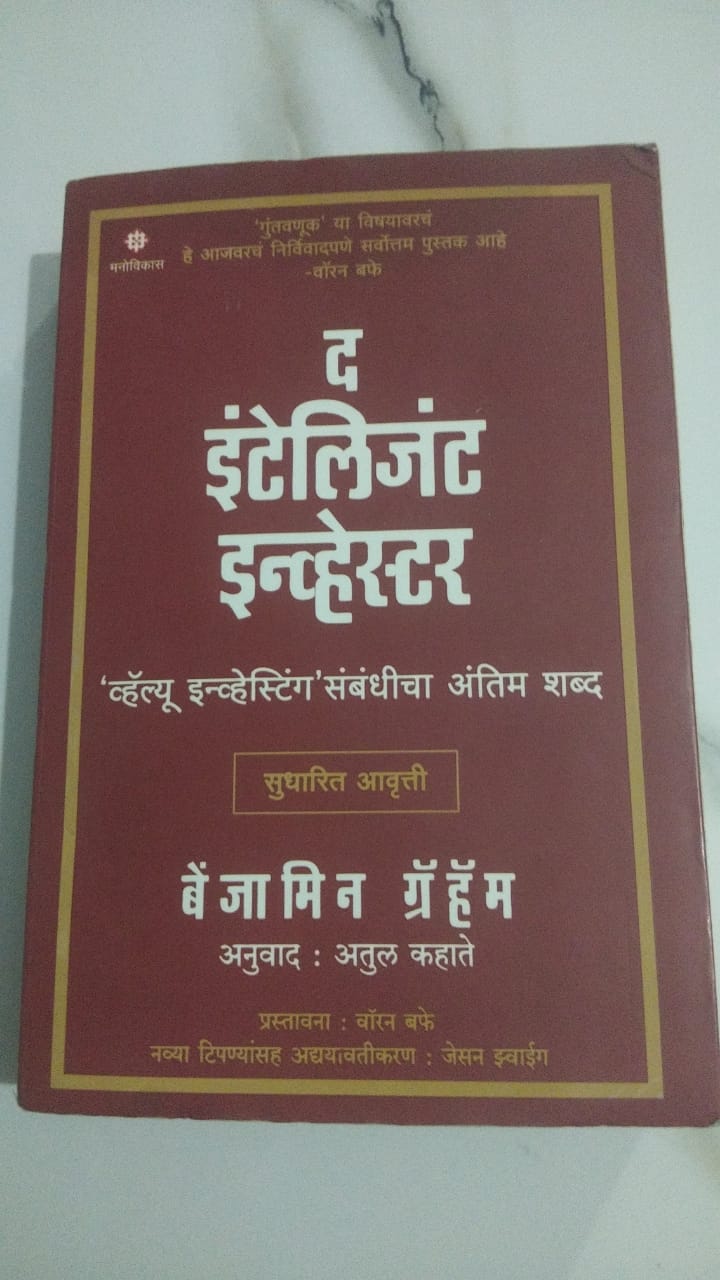 'गुंतवणूक' या विषयावरचं
हे आजवरचं निर्विवादपणे सर्वोत्तम पुस्तक आहे
-वॉरन बफे
मनोविकास
द
इंटेलिजंट
इन्व्हेस्टर
'व्हॅल्यू इन्व्हेस्टिंग'संबंधीचा अंतिम शब्द
सुधारित आवृत्ती
बेंजामिन ग्रॅहॅम
अनुवाद : अतुल कहाते
प्रस्तावना : वॉरन बफे
नव्या टिपण्यांसह अद्ययावतीकरण : जेसन झ्वाईग